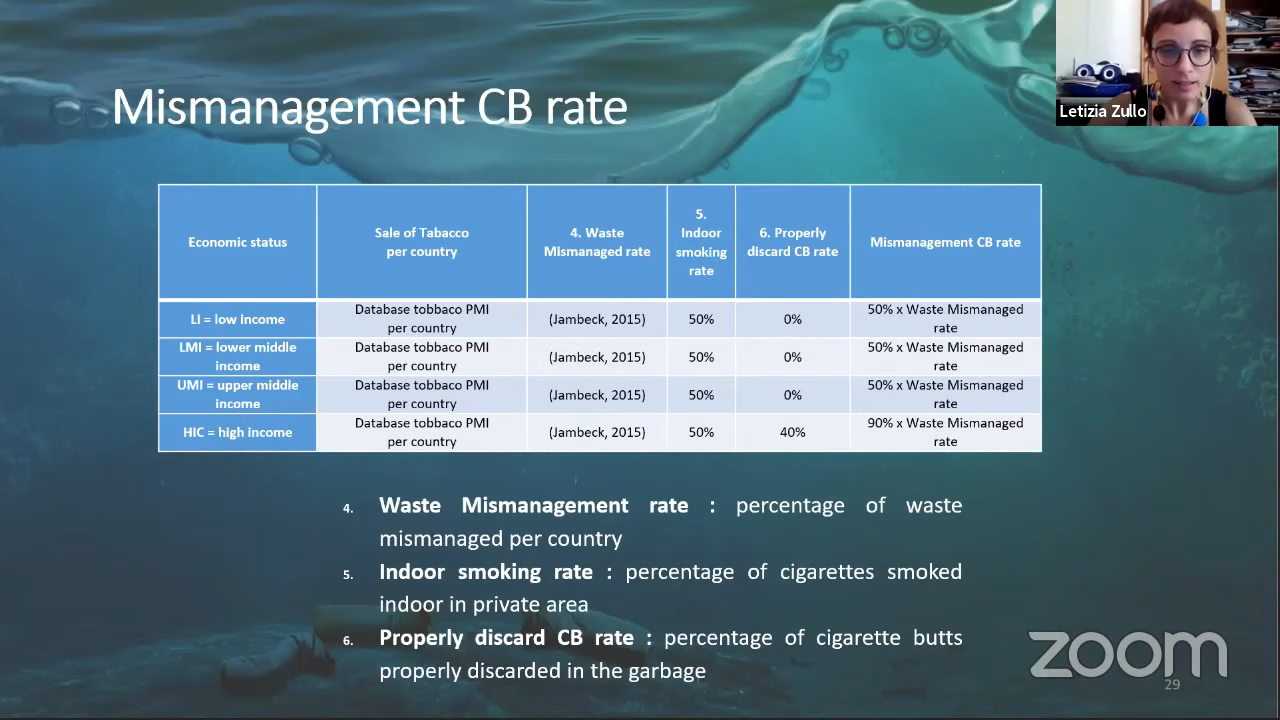 Mismanagement CB rate
Letizia Zullo
Economic status
Sale of Tabacco
per country
4. Waste
Mismanaged rate
5.
Indoor
smoking
rate
6. Properly
discard CB rate
Mismanagement CB rate
LI = low income
Database tobbaco PMI
per country
(Jambeck, 2015)
50%
0%
50% x Waste Mismanaged
rate
LMI = lower middle
income
Database tobbaco PMI
per country
(Jambeck, 2015)
50%
0%
50% x Waste Mismanaged
rate
UMI = upper middle
income
Database tobbaco PMI
per country
(Jambeck, 2015)
50%
0%
50% x Waste Mismanaged
rate
HIC = high income
Database tobbaco PMI
per country
(Jambeck, 2015)
50%
40%
90% x Waste Mismanaged
rate
4. Waste Mismanagement rate : percentage of waste
mismanaged per country
5. Indoor smoking rate : percentage of cigarettes smoked
indoor in private area
6. Properly discard CB rate : percentage of cigarette butts
properly discarded in the garbage
zoom
29